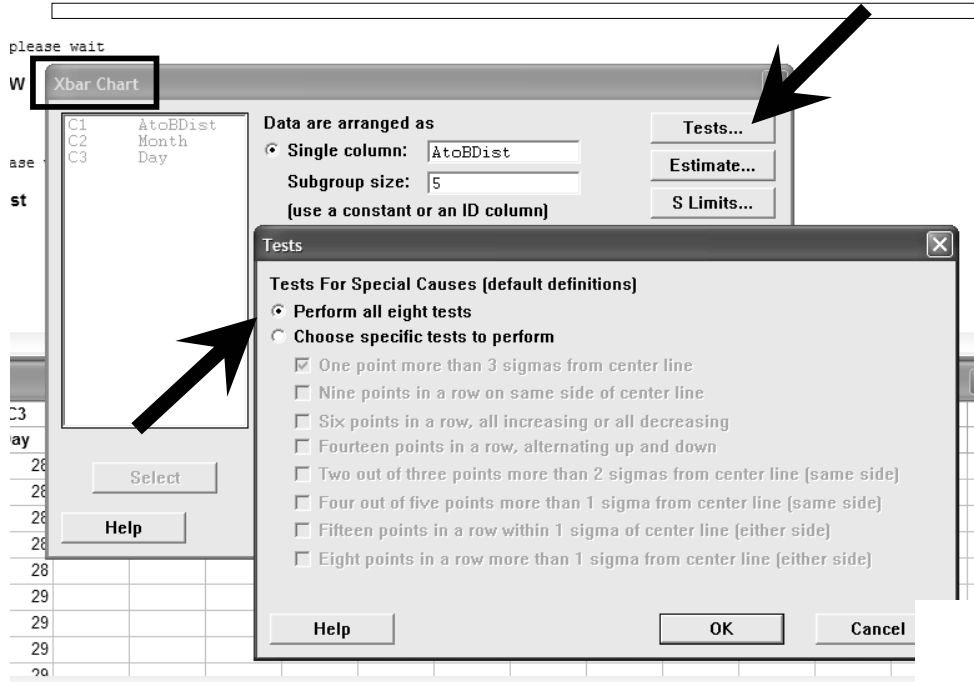 please wait
W
Xbar Chart
C1 AtoBDist
C2 Month
C3 Day
ase
st
Data are arranged as
Single column: AtoBDist
Subgroup size: 5
(use a constant or an ID column)
Tests...
Estimate...
S Limits...
Select
Help
Tests
Tests For Special Causes (default definitions)
Perform all eight tests
Choose specific tests to perform
One point more than 3 sigmas from center line
Nine points in a row on same side of center line
Six points in a row, all increasing or all decreasing
Fourteen points in a row, alternating up and down
Two out of three points more than 2 sigmas from center line (same side)
Four out of five points more than 1 sigma from center line (same side)
Fifteen points in a row within 1 sigma of center line (either side)
Eight points in a row more than 1 sigma from center line (either side)
Help
OK
Cancel
C3
ay
28
28
28
28
28
29
29
29
29